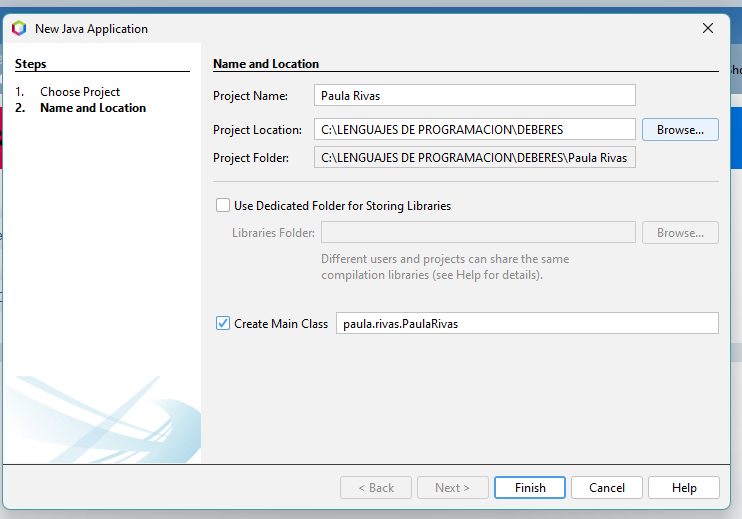 New Java Application
Steps
1. Choose Project
2. Name and Location
Name and Location
Project Name: Paula Rivas
Project Location: C:\LENGUAJES DE PROGRAMACION\DEBERES Browse...
Project Folder: C:\LENGUAJES DE PROGRAMACION\DEBERES\Paula Rivas
Use Dedicated Folder for Storing Libraries
Libraries Folder: Browse...
Different users and projects can share the same
compilation libraries (see Help for details).
Create Main Class paula.rivas.PaulaRivas
< Back Next > Finish Cancel Help